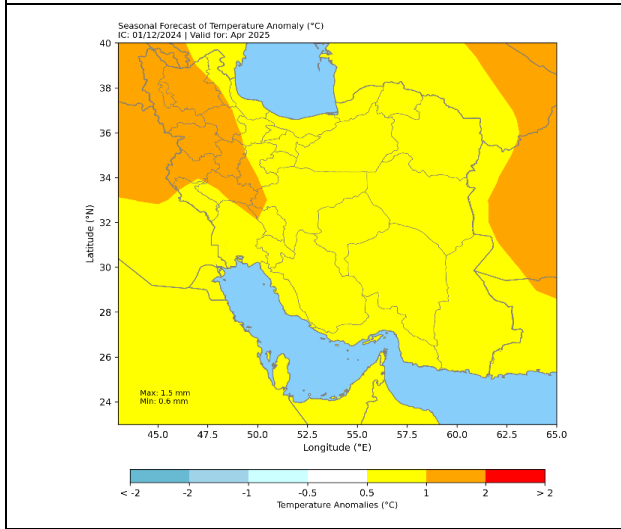 Seasonal Forecast of Temperature Anomaly (°C)
IC: 01/12/2024 | Valid for: Apr 2025
40
38
36
34
32
30
28
26
24
Latitude (°N)
Max: 1.5 mm
Min: 0.6 mm
45.0 47.5 50.0 52.5 55.0 57.5 60.0 62.5 65.0
Longitude (°E)
< -2 -2 -1 -0.5 0.5 1 2 > 2
Temperature Anomalies (°C)